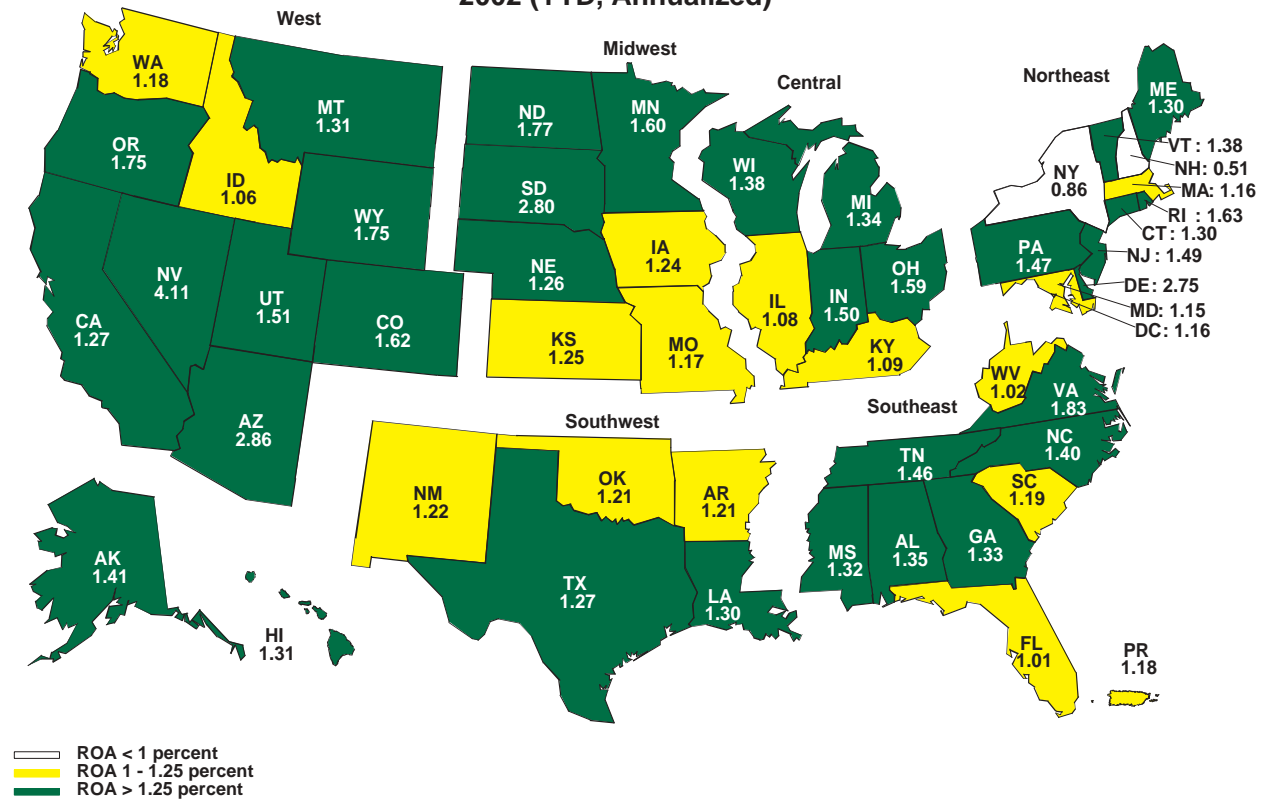 2002 (YTD, Annualized)
West
Midwest
Central
Northeast
WA
1.18
OR
1.75
ID
1.06
MT
1.31
WY
1.75
NV
4.11
UT
1.51
CA
1.27
CO
1.62
AZ
2.86
AK
1.41
HI
1.31
ND
1.77
MN
1.60
SD
2.80
NE
1.26
IA
1.24
KS
1.25
MO
1.17
WI
1.38
MI
1.34
IL
1.08
IN
1.50
OH
1.59
KY
1.09
ME
1.30
NY
0.86
VT : 1.38
NH: 0.51
MA: 1.16
RI : 1.63
CT: 1.30
PA
1.47
NJ : 1.49
DE: 2.75
MD: 1.15
DC: 1.16
Southwest
NM
1.22
OK
1.21
AR
1.21
TX
1.27
LA
1.30
Southeast
WV
1.02
VA
1.83
NC
1.40
TN
1.46
SC
1.19
MS
1.32
AL
1.35
GA
1.33
FL
1.01
PR
1.18
ROA < 1 percent
ROA 1 - 1.25 percent
ROA > 1.25 percent